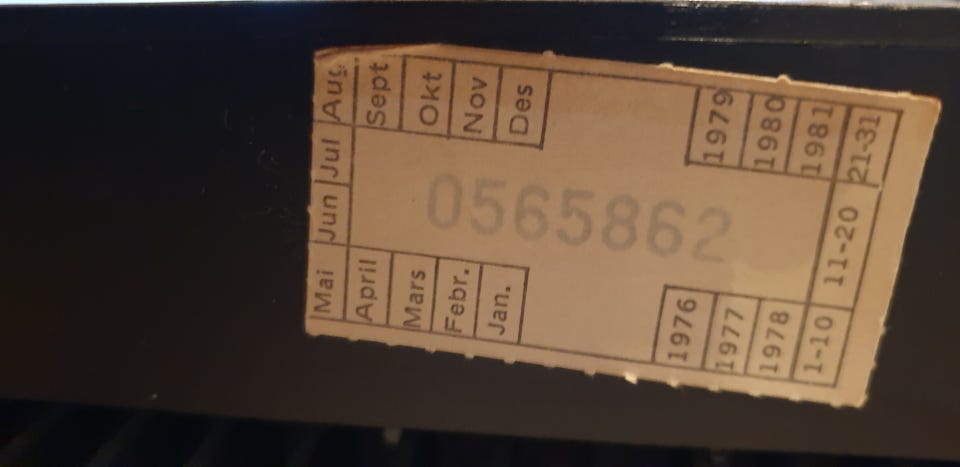 Mai Jun Jul Aug
April Sept
Mars Okt
Febr. Nov
Jan. Des
0565862
1976 1979
1977 1980
1978 1981
1-10 11-20 21-31